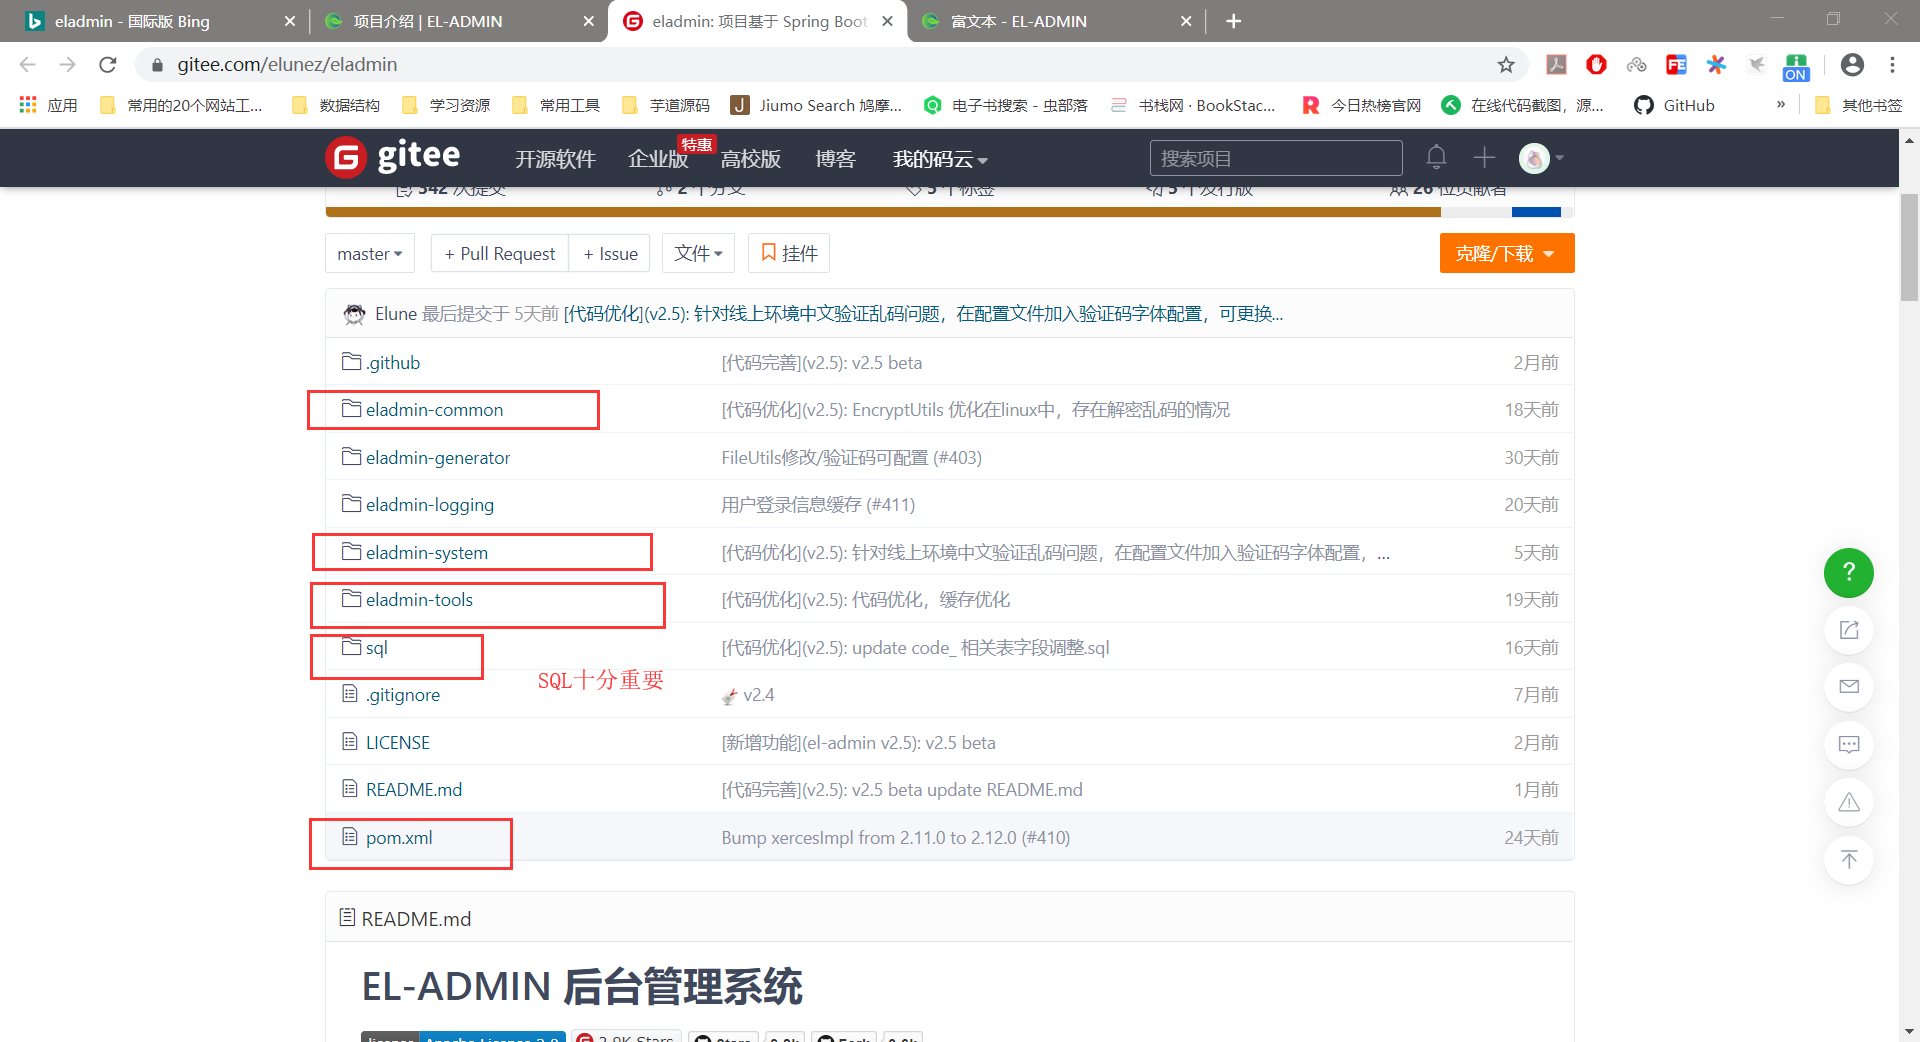 eladmin - 国际版 Bing
项目介绍 | EL-ADMIN
eladmin: 项目基于 Spring Boot
富文本 - EL-ADMIN
gitee.com/elunez/eladmin
ON
应用
常用的20个网站工...
数据结构
学习资源
常用工具
芋道源码
Jiumo Search 鸠摩...
电子书搜索 - 虫部落
书栈网 · BookStac...
今日热榜官网
在线代码截图，源...
GitHub
»
其他书签
gitee
开源软件
企业版
特惠
高校版
博客
我的码云
搜索项目
542 次提交
2 个分支
5 个标签
5 个发行版
26 位贡献者
master
+ Pull Request
+ Issue
文件
挂件
克隆/下载
Elune 最后提交于 5天前 [代码优化](v2.5): 针对线上环境中文验证乱码问题，在配置文件加入验证码字体配置，可更换...
.github [代码完善](v2.5): v2.5 beta 2月前
eladmin-common [代码优化](v2.5): EncryptUtils 优化在linux中，存在解密乱码的情况 18天前
eladmin-generator FileUtils修改/验证码可配置 (#403) 30天前
eladmin-logging 用户登录信息缓存 (#411) 20天前
eladmin-system [代码优化](v2.5): 针对线上环境中文验证乱码问题，在配置文件加入验证码字体配置，... 5天前
eladmin-tools [代码优化](v2.5): 代码优化，缓存优化 19天前
sql [代码优化](v2.5): update code_ 相关表字段调整.sql 16天前
SQL十分重要
.gitignore v2.4 7月前
LICENSE [新增功能](el-admin v2.5): v2.5 beta 2月前
README.md [代码完善](v2.5): v2.5 beta update README.md 1月前
pom.xml Bump xercesImpl from 2.11.0 to 2.12.0 (#410) 24天前
README.md
EL-ADMIN 后台管理系统
license Apache License 2.0 Stars Stars Fork